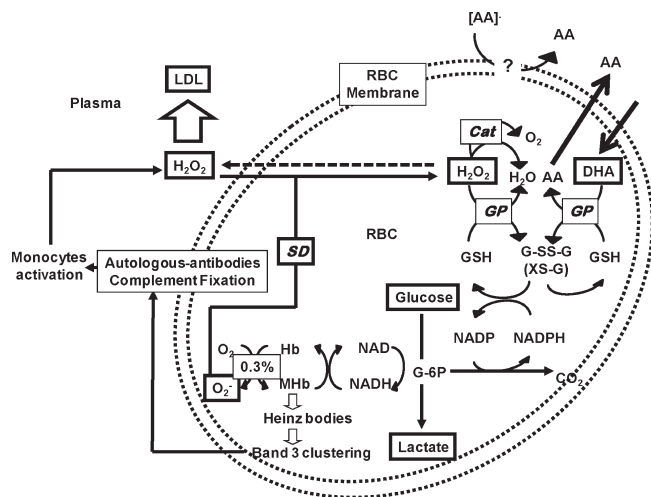 [AA]·
AA
?
AA
LDL
RBC
Membrane
Plasma
Cat
O₂
H₂O₂
H₂O₂
H₂O
AA
DHA
GP
GP
RBC
SD
GSH
G-SS-G
(XS-G)
GSH
Monocytes
activation
Autologous-antibodies
Complement Fixation
Glucose
NADP
NADPH
O₂
Hb
NAD
0.3%
G-6P
CO₂
O₂⁻
MHb
NADH
Heinz bodies
Band 3 clustering
Lactate